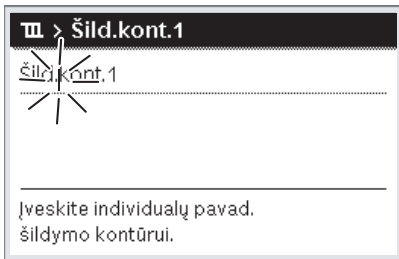 > Šild.kont.1
Šild.kont.1
Įveskite individualų pavad.
šildymo kontūrui.